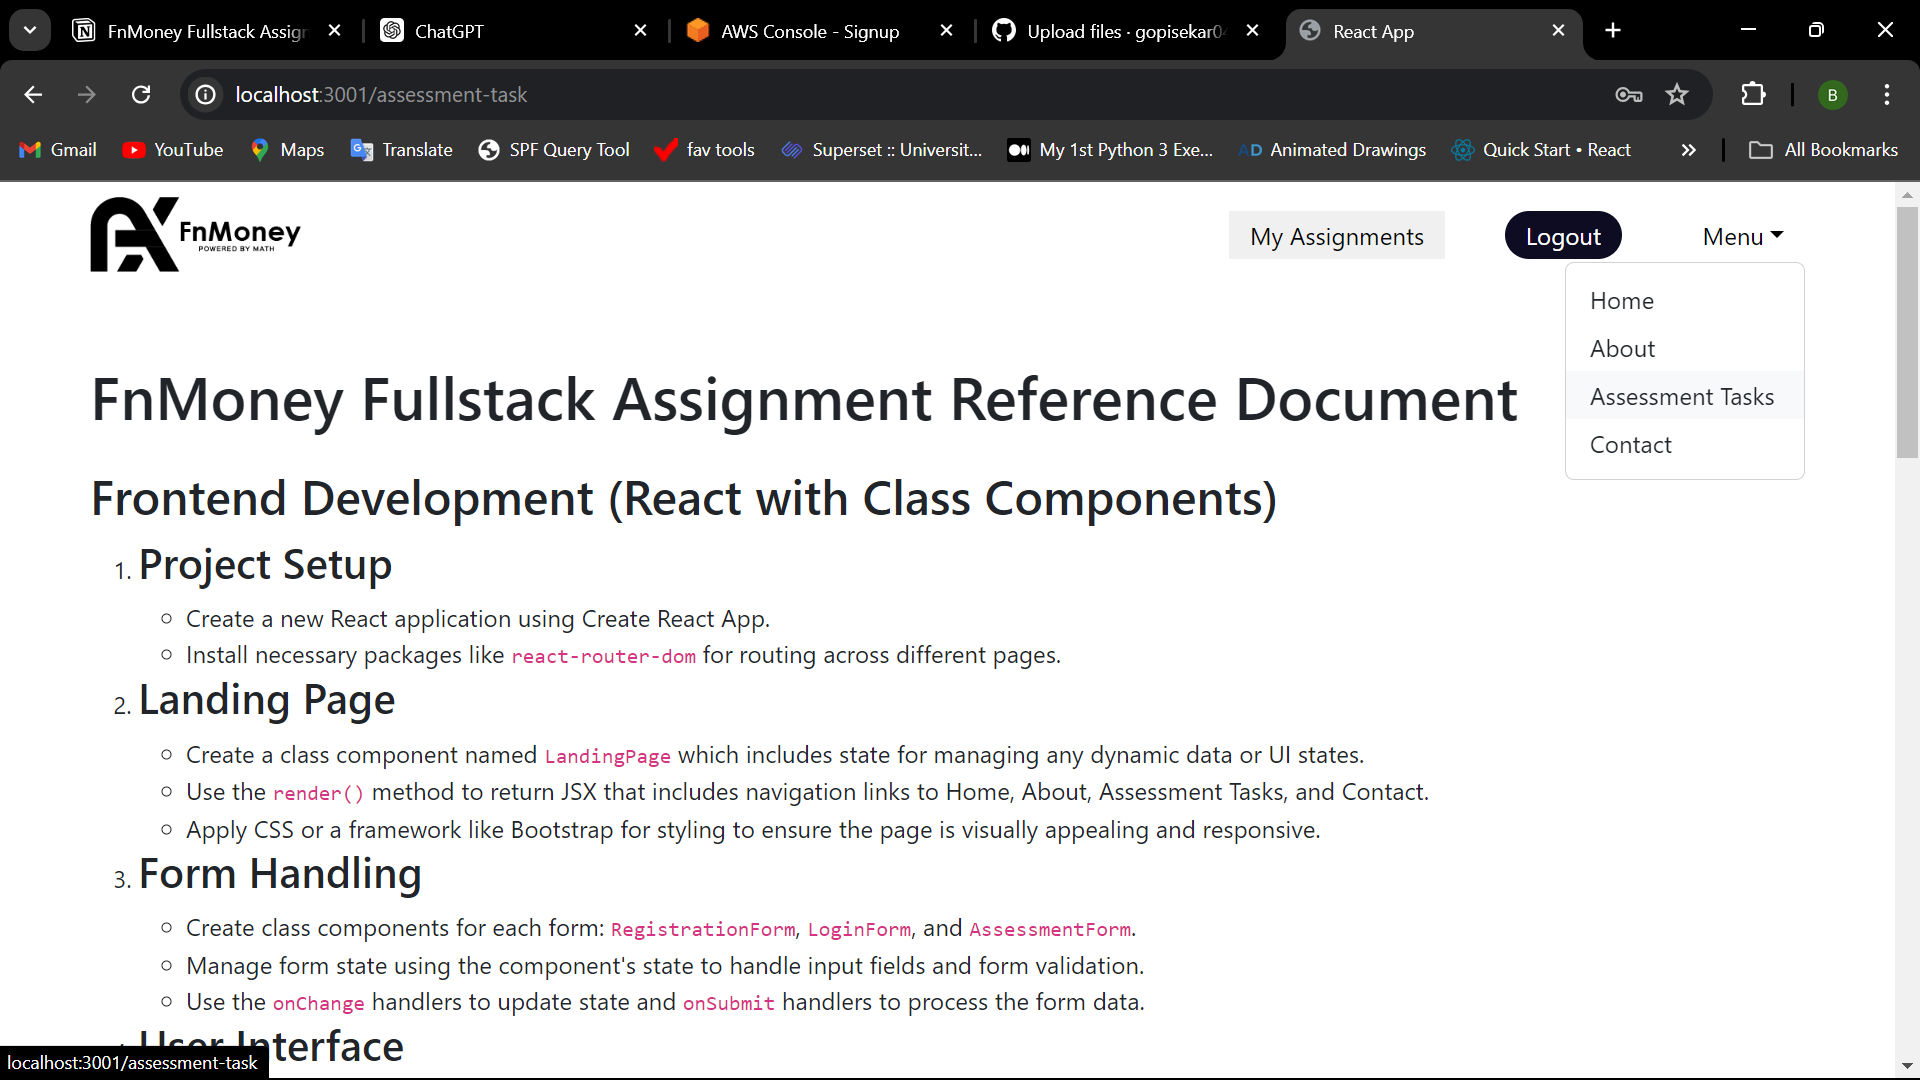 FnMoney Fullstack Assign
ChatGPT
AWS Console - Signup
Upload files · gopisekar04
React App
localhost:3001/assessment-task
B
Gmail
YouTube
Maps
Translate
SPF Query Tool
fav tools
Superset :: Universit...
My 1st Python 3 Exe...
AD Animated Drawings
Quick Start • React
»
All Bookmarks
FnMoney
POWERED BY MATH
My Assignments
Logout
Menu
Home
About
Assessment Tasks
Contact
FnMoney Fullstack Assignment Reference Document
Frontend Development (React with Class Components)
1. Project Setup
Create a new React application using Create React App.
Install necessary packages like react-router-dom for routing across different pages.
2. Landing Page
Create a class component named LandingPage which includes state for managing any dynamic data or UI states.
Use the render() method to return JSX that includes navigation links to Home, About, Assessment Tasks, and Contact.
Apply CSS or a framework like Bootstrap for styling to ensure the page is visually appealing and responsive.
3. Form Handling
Create class components for each form: RegistrationForm, LoginForm, and AssessmentForm.
Manage form state using the component's state to handle input fields and form validation.
Use the onChange handlers to update state and onSubmit handlers to process the form data.
User Interface
localhost:3001/assessment-task